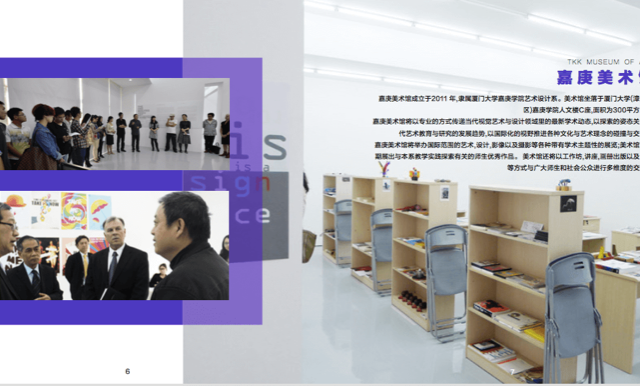 TKK MUSEUM OF A
嘉庚美术馆
嘉庚美术馆成立于2011 年,隶属厦门大学嘉庚学院艺术设计系。美术馆坐落于厦门大学(漳
区)嘉庚学院人文楼C座,面积为300平方
嘉庚美术馆将以专业的方式传递当代视觉艺术与设计领域里的最新学术动态,以探索的姿态关
代艺术教育与研究的发展趋势,以国际化的视野推进各种文化与艺术理念的碰撞与
嘉庚美术馆将举办国际范围的艺术,设计,影像以及摄影等各种带有学术主题性的展览;美术馆
期展出与本系教学实践探索有关的师生优秀作品。美术馆还将以工作坊,讲座,画册出版以及
等方式与广大师生和社会公众进行多维度的交
is
is a
sign
ce
6